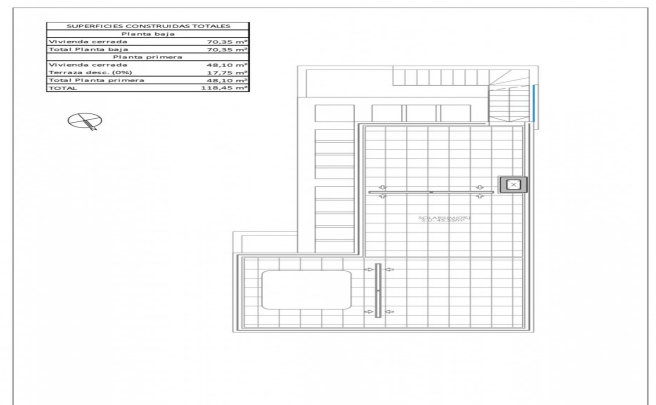 SUPERFICIES CONSTRUIDAS TOTALES
Planta baja
Vivienda cerrada 70,35 m²
Total Planta baja 70,35 m²
Planta primera
Vivienda cerrada 48,10 m²
Terraza desc. (0%) 17,75 m²
Total Planta primera 48,10 m²
TOTAL 118,45 m²